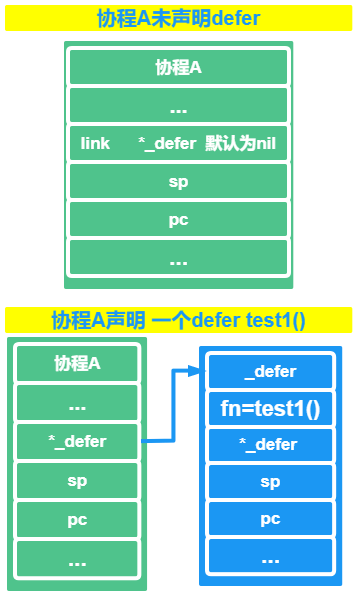 协程A未声明defer
协程A
...
link *_defer 默认为nil
sp
pc
...
协程A声明 一个defer test1()
协程A
...
*_defer
sp
pc
...
_defer
fn=test1()
*_defer
sp
pc
...